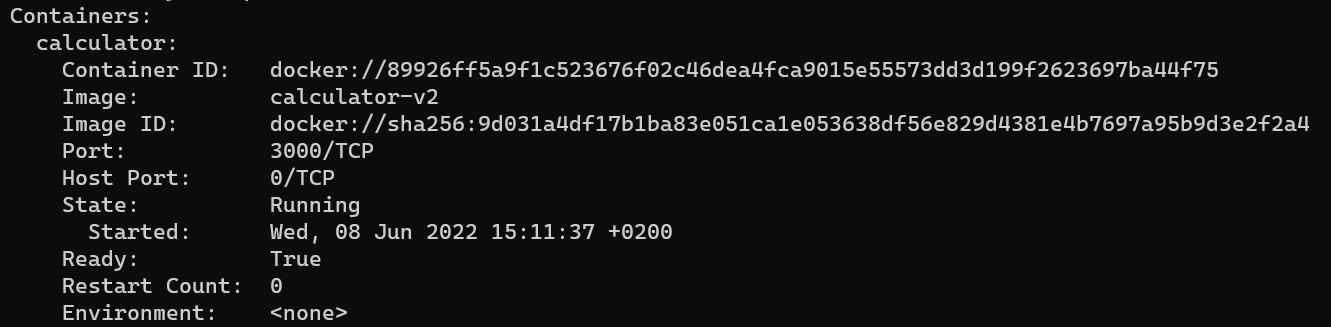 Containers:
  calculator:
    Container ID:   docker://89926ff5a9f1c523676f02c46dea4fca9015e55573dd3d199f2623697ba44f75
    Image:          calculator-v2
    Image ID:       docker://sha256:9d031a4df17b1ba83e051ca1e053638df56e829d4381e4b7697a95b9d3e2f2a4
    Port:           3000/TCP
    Host Port:      0/TCP
    State:          Running
      Started:      Wed, 08 Jun 2022 15:11:37 +0200
    Ready:          True
    Restart Count:  0
    Environment:    <none>